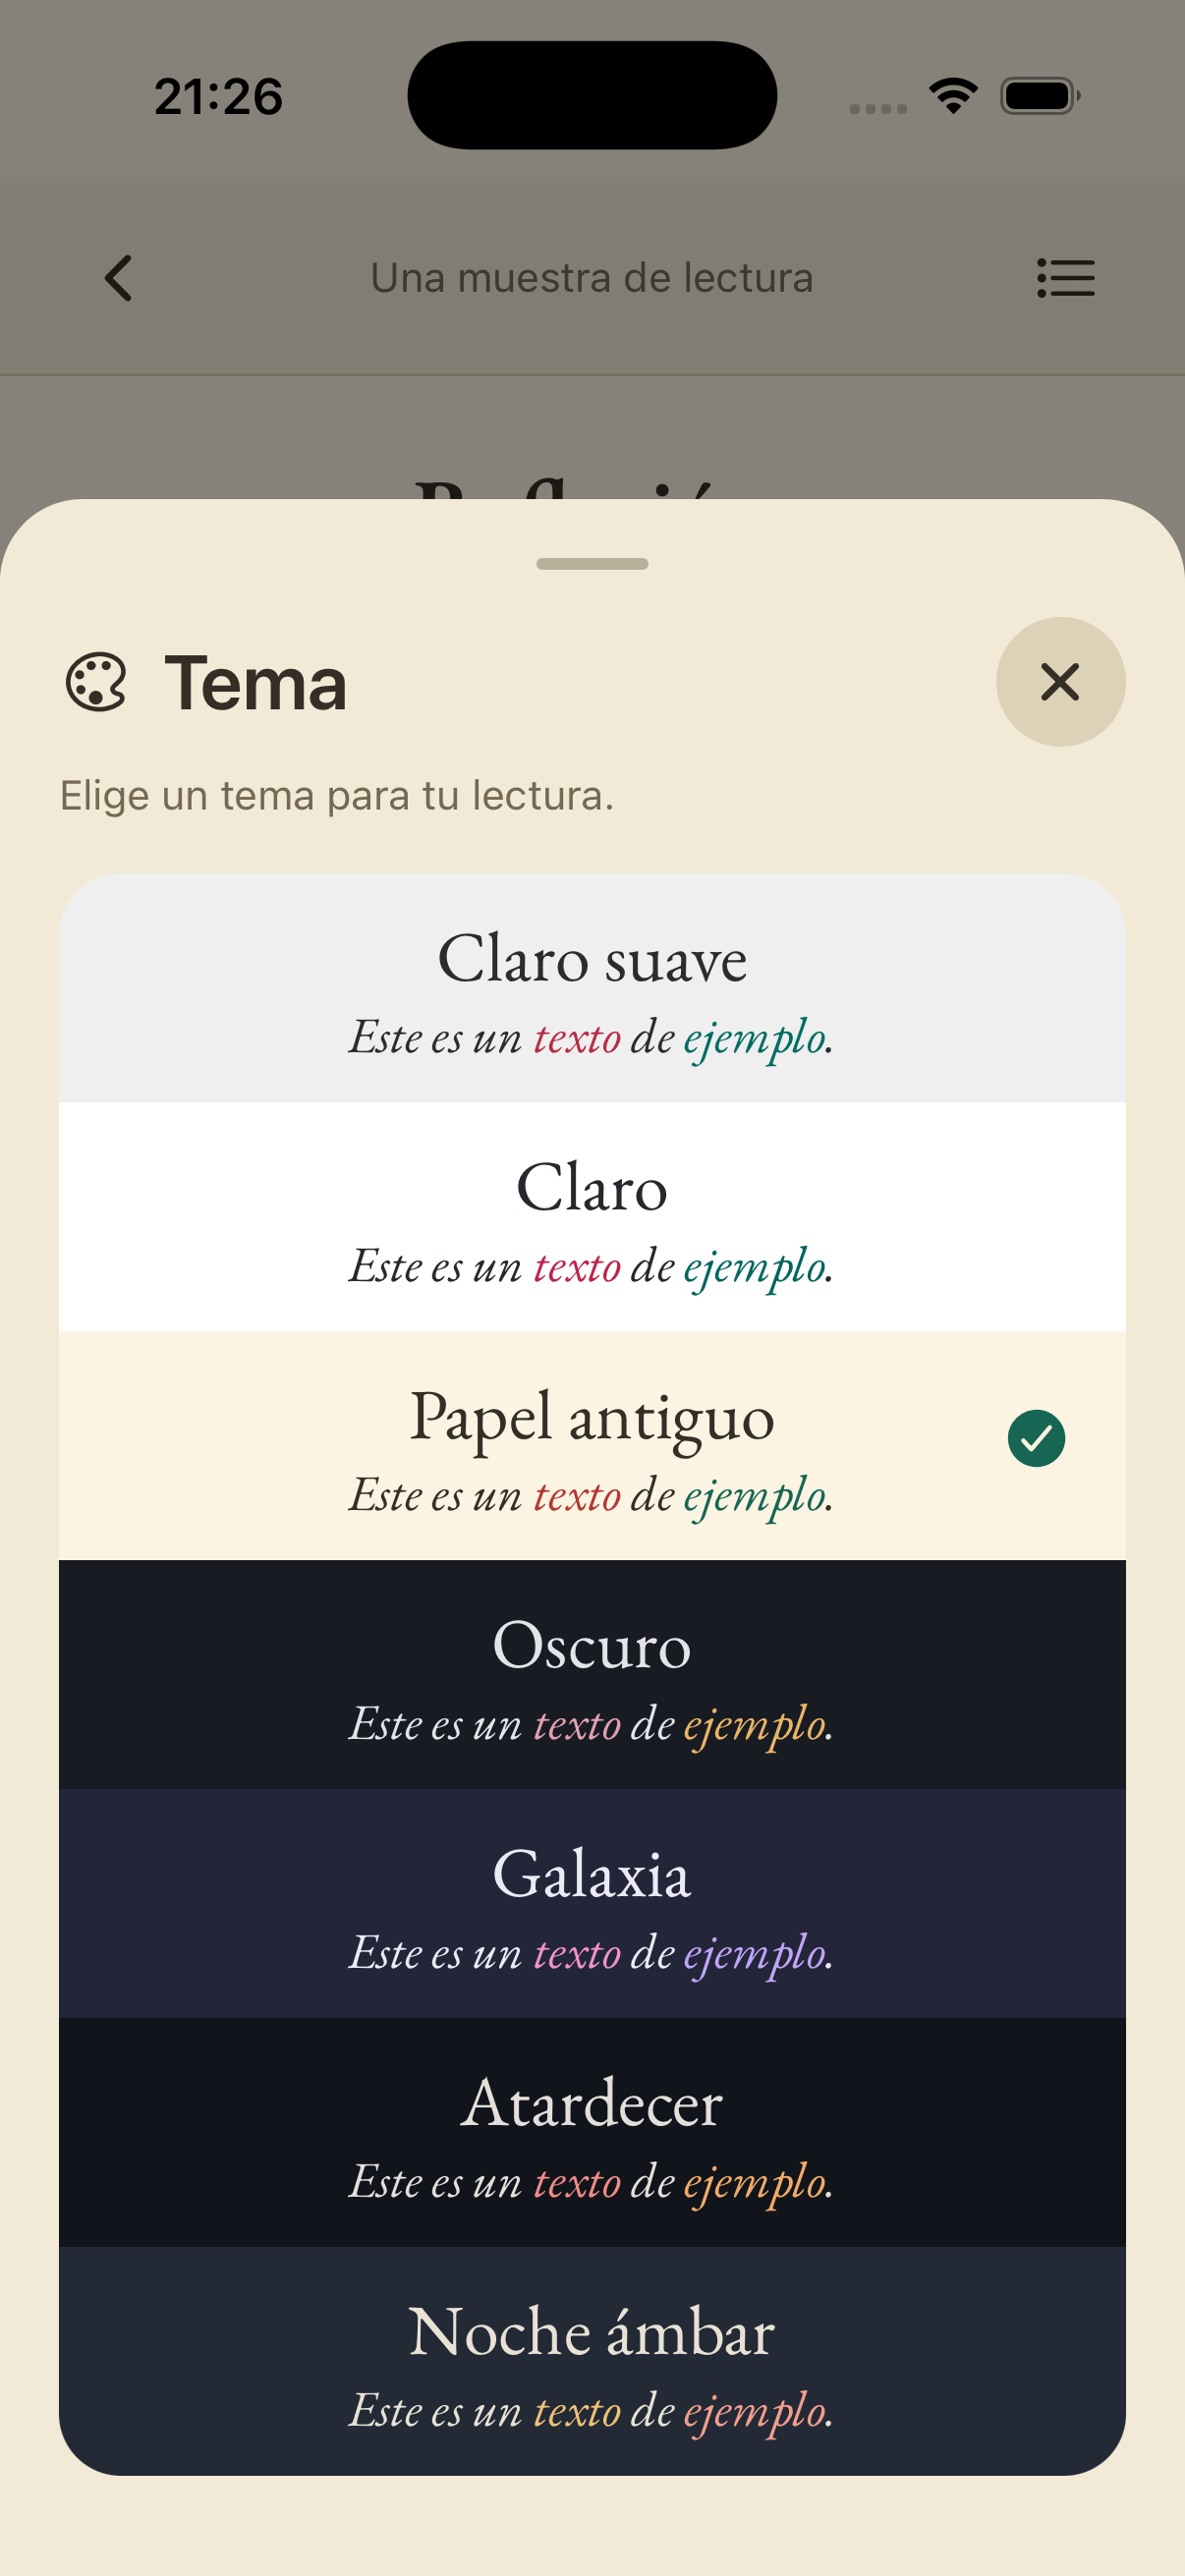 21:26
Una muestra de lectura
Tema
Elige un tema para tu lectura.
Claro suave
Este es un texto de ejemplo.
Claro
Este es un texto de ejemplo.
Papel antiguo
Este es un texto de ejemplo.
Oscuro
Este es un texto de ejemplo.
Galaxia
Este es un texto de ejemplo.
Atardecer
Este es un texto de ejemplo.
Noche ámbar
Este es un texto de ejemplo.